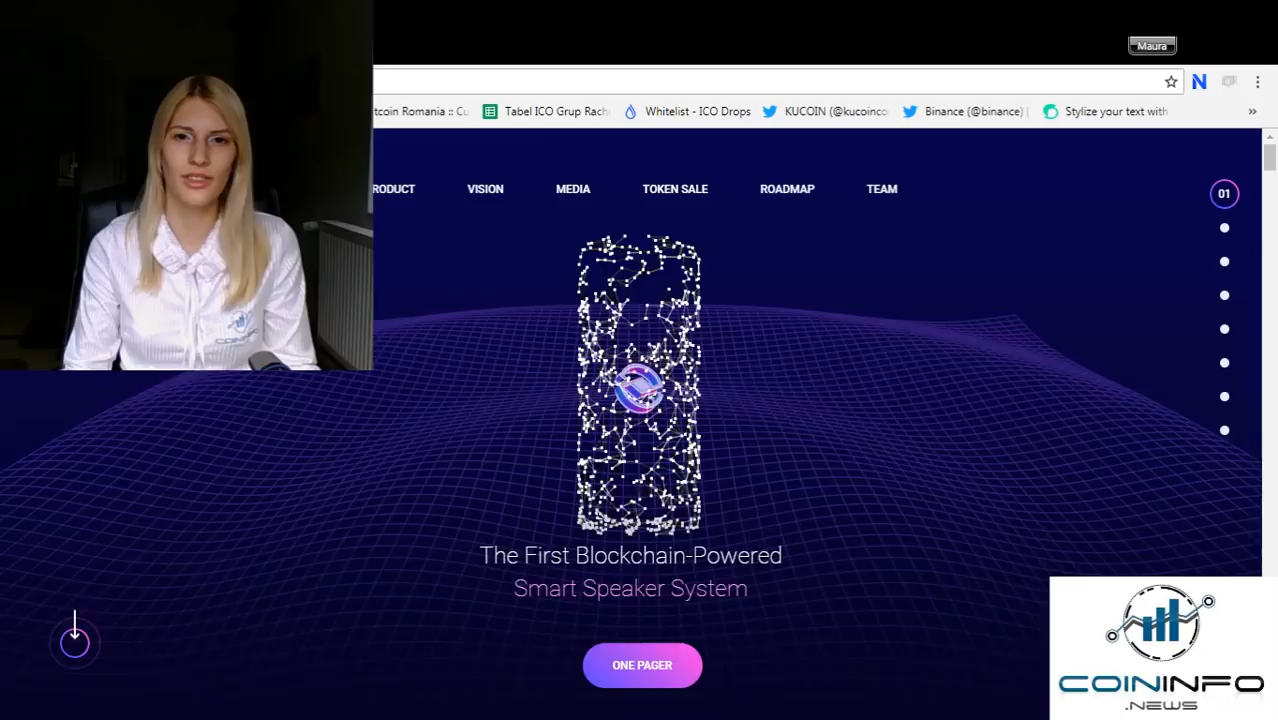 Maura
tcoin Romania :: Cu
Tabel ICO Grup Rach
Whitelist - ICO Drops
KUCOIN (@kucoincc
Binance (@binance) |
Stylize your text with
»
RODUCT
VISION
MEDIA
TOKEN SALE
ROADMAP
TEAM
01
The First Blockchain-Powered
Smart Speaker System
ONE PAGER
COININFO
.NEWS